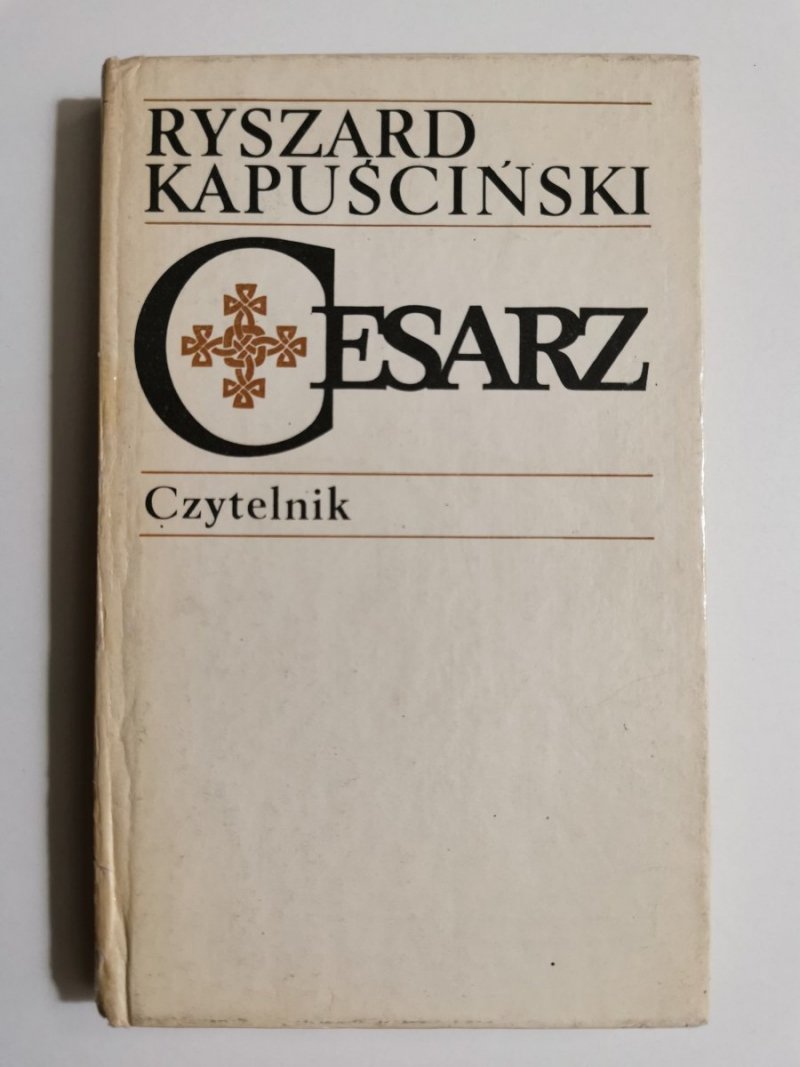 RYSZARD
KAPUŚCIŃSKI
CESARZ
Czytelnik